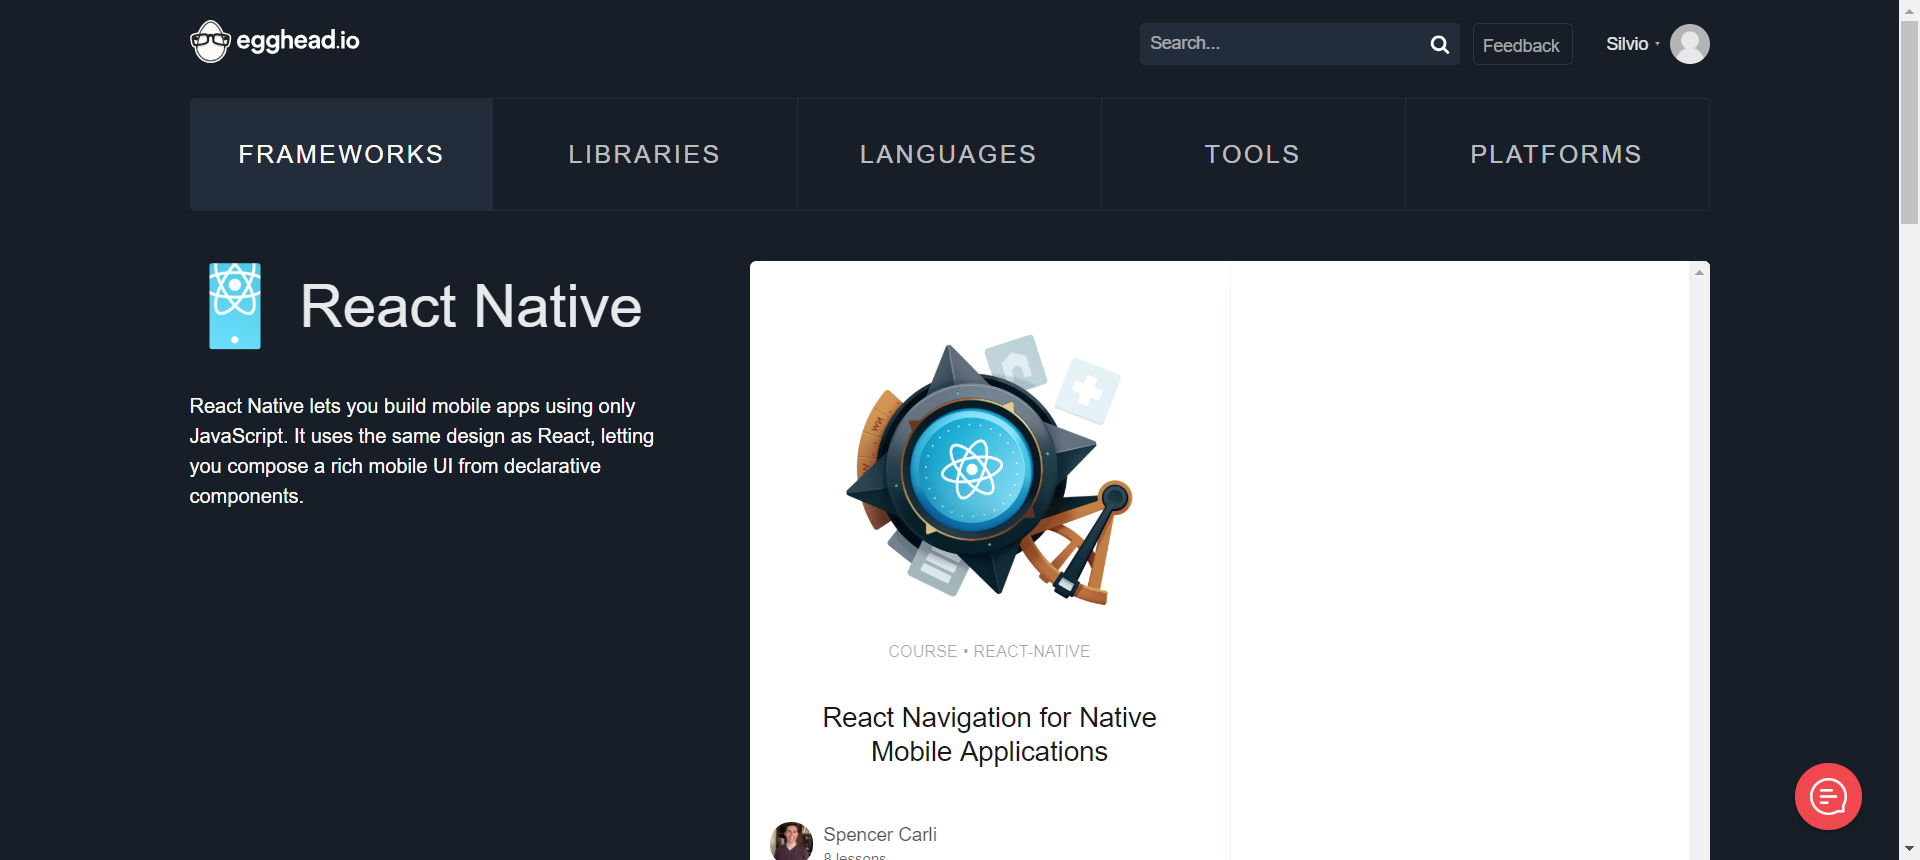 egghead.io
Search...
Feedback
Silvio
FRAMEWORKS
LIBRARIES
LANGUAGES
TOOLS
PLATFORMS
React Native
React Native lets you build mobile apps using only
JavaScript. It uses the same design as React, letting
you compose a rich mobile UI from declarative
components.
COURSE • REACT-NATIVE
React Navigation for Native
Mobile Applications
Spencer Carli
8 lessons